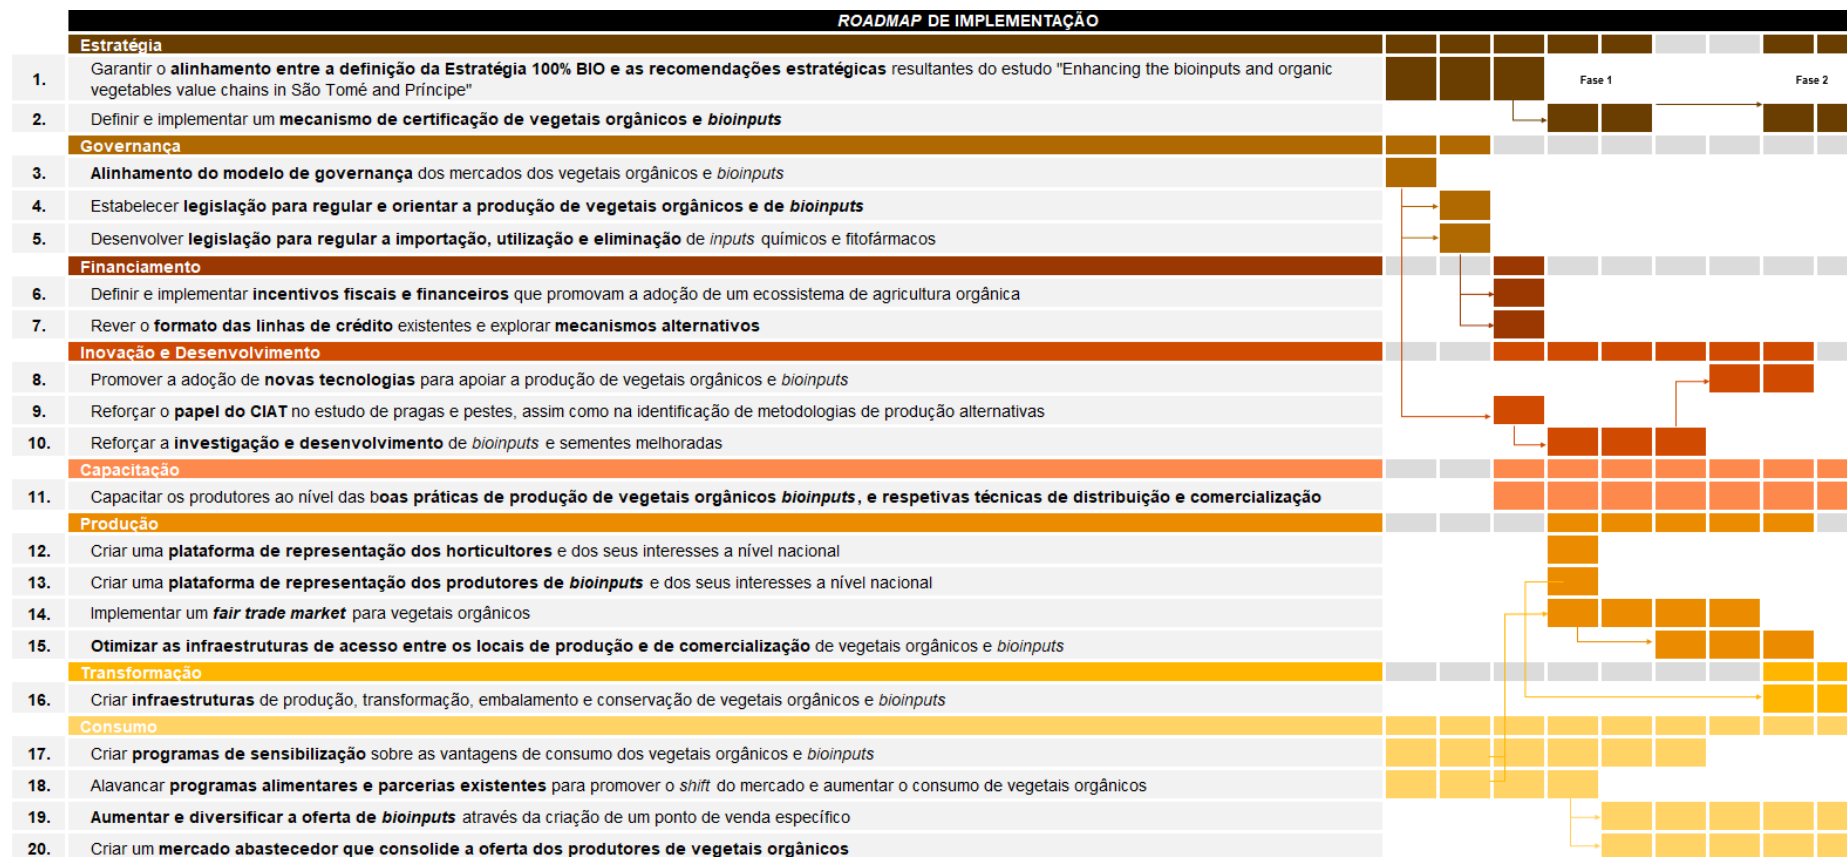 ROADMAP DE IMPLEMENTAÇÃO
Estratégia
1. Garantir o alinhamento entre a definição da Estratégia 100% BIO e as recomendações estratégicas resultantes do estudo "Enhancing the bioinputs and organic
vegetables value chains in São Tomé and Príncipe"
Fase 1
Fase 2
2. Definir e implementar um mecanismo de certificação de vegetais orgânicos e bioinputs
Governança
3. Alinhamento do modelo de governança dos mercados dos vegetais orgânicos e bioinputs
4. Estabelecer legislação para regular e orientar a produção de vegetais orgânicos e de bioinputs
5. Desenvolver legislação para regular a importação, utilização e eliminação de inputs químicos e fitofármacos
Financiamento
6. Definir e implementar incentivos fiscais e financeiros que promovam a adoção de um ecossistema de agricultura orgânica
7. Rever o formato das linhas de crédito existentes e explorar mecanismos alternativos
Inovação e Desenvolvimento
8. Promover a adoção de novas tecnologias para apoiar a produção de vegetais orgânicos e bioinputs
9. Reforçar o papel do CIAT no estudo de pragas e pestes, assim como na identificação de metodologias de produção alternativas
10. Reforçar a investigação e desenvolvimento de bioinputs e sementes melhoradas
Capacitação
11. Capacitar os produtores ao nível das boas práticas de produção de vegetais orgânicos bioinputs, e respetivas técnicas de distribuição e comercialização
Produção
12. Criar uma plataforma de representação dos horticultores e dos seus interesses a nível nacional
13. Criar uma plataforma de representação dos produtores de bioinputs e dos seus interesses a nível nacional
14. Implementar um fair trade market para vegetais orgânicos
15. Otimizar as infraestruturas de acesso entre os locais de produção e de comercialização de vegetais orgânicos e bioinputs
Transformação
16. Criar infraestruturas de produção, transformação, embalamento e conservação de vegetais orgânicos e bioinputs
Consumo
17. Criar programas de sensibilização sobre as vantagens de consumo dos vegetais orgânicos e bioinputs
18. Alavancar programas alimentares e parcerias existentes para promover o shift do mercado e aumentar o consumo de vegetais orgânicos
19. Aumentar e diversificar a oferta de bioinputs através da criação de um ponto de venda específico
20. Criar um mercado abastecedor que consolide a oferta dos produtores de vegetais orgânicos